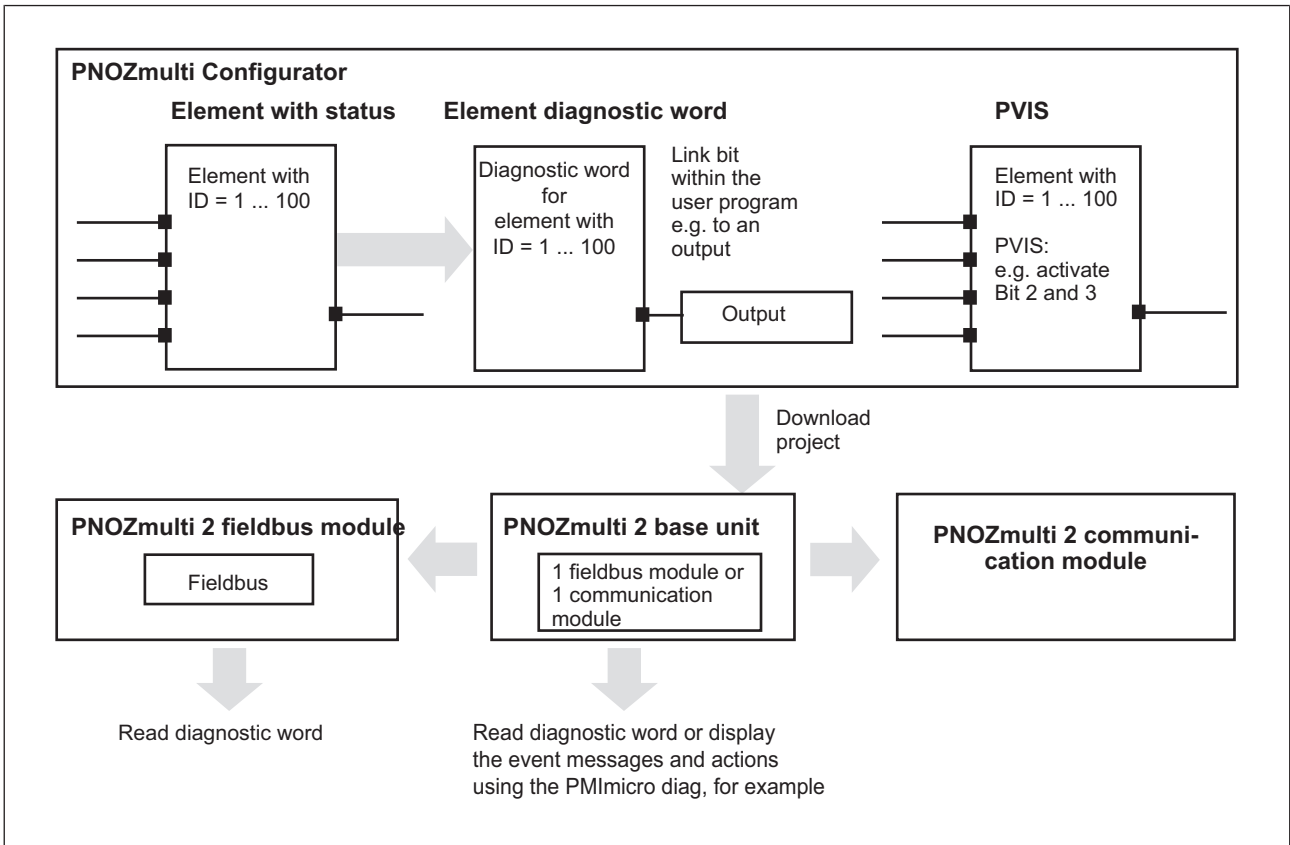 PNOZmulti Configurator
Element with status
Element with
ID = 1 ... 100
Element diagnostic word
Diagnostic word
for
element with
ID = 1 ... 100
Link bit
within the
user program
e.g. to an
output
Output
PVIS
Element with
ID = 1 ... 100
PVIS:
e.g. activate
Bit 2 and 3
Download
project
PNOZmulti 2 fieldbus module
Fieldbus
PNOZmulti 2 base unit
1 fieldbus module or
1 communication
module
PNOZmulti 2 communi-
cation module
Read diagnostic word
Read diagnostic word or display
the event messages and actions
using the PMImicro diag, for example